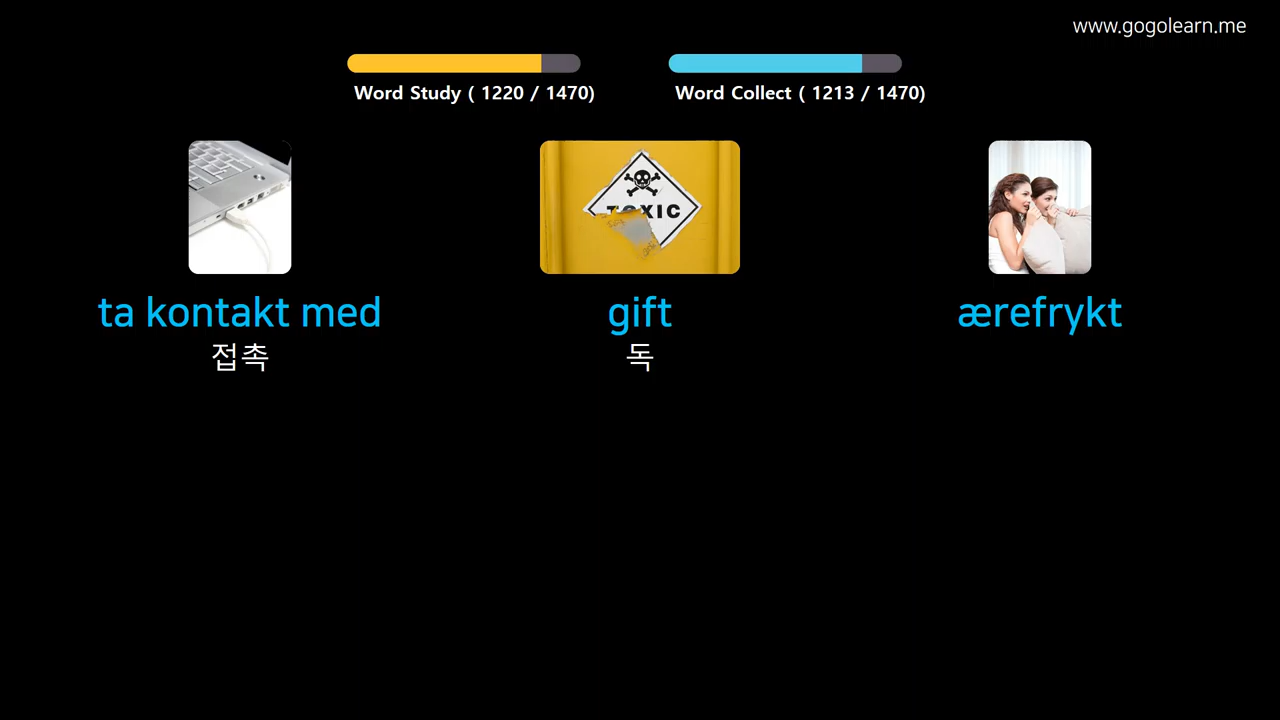 www.gogolearn.me
Word Study ( 1220 / 1470)
Word Collect ( 1213 / 1470)
TOXIC
ta kontakt med
gift
ærefrykt
접촉
독